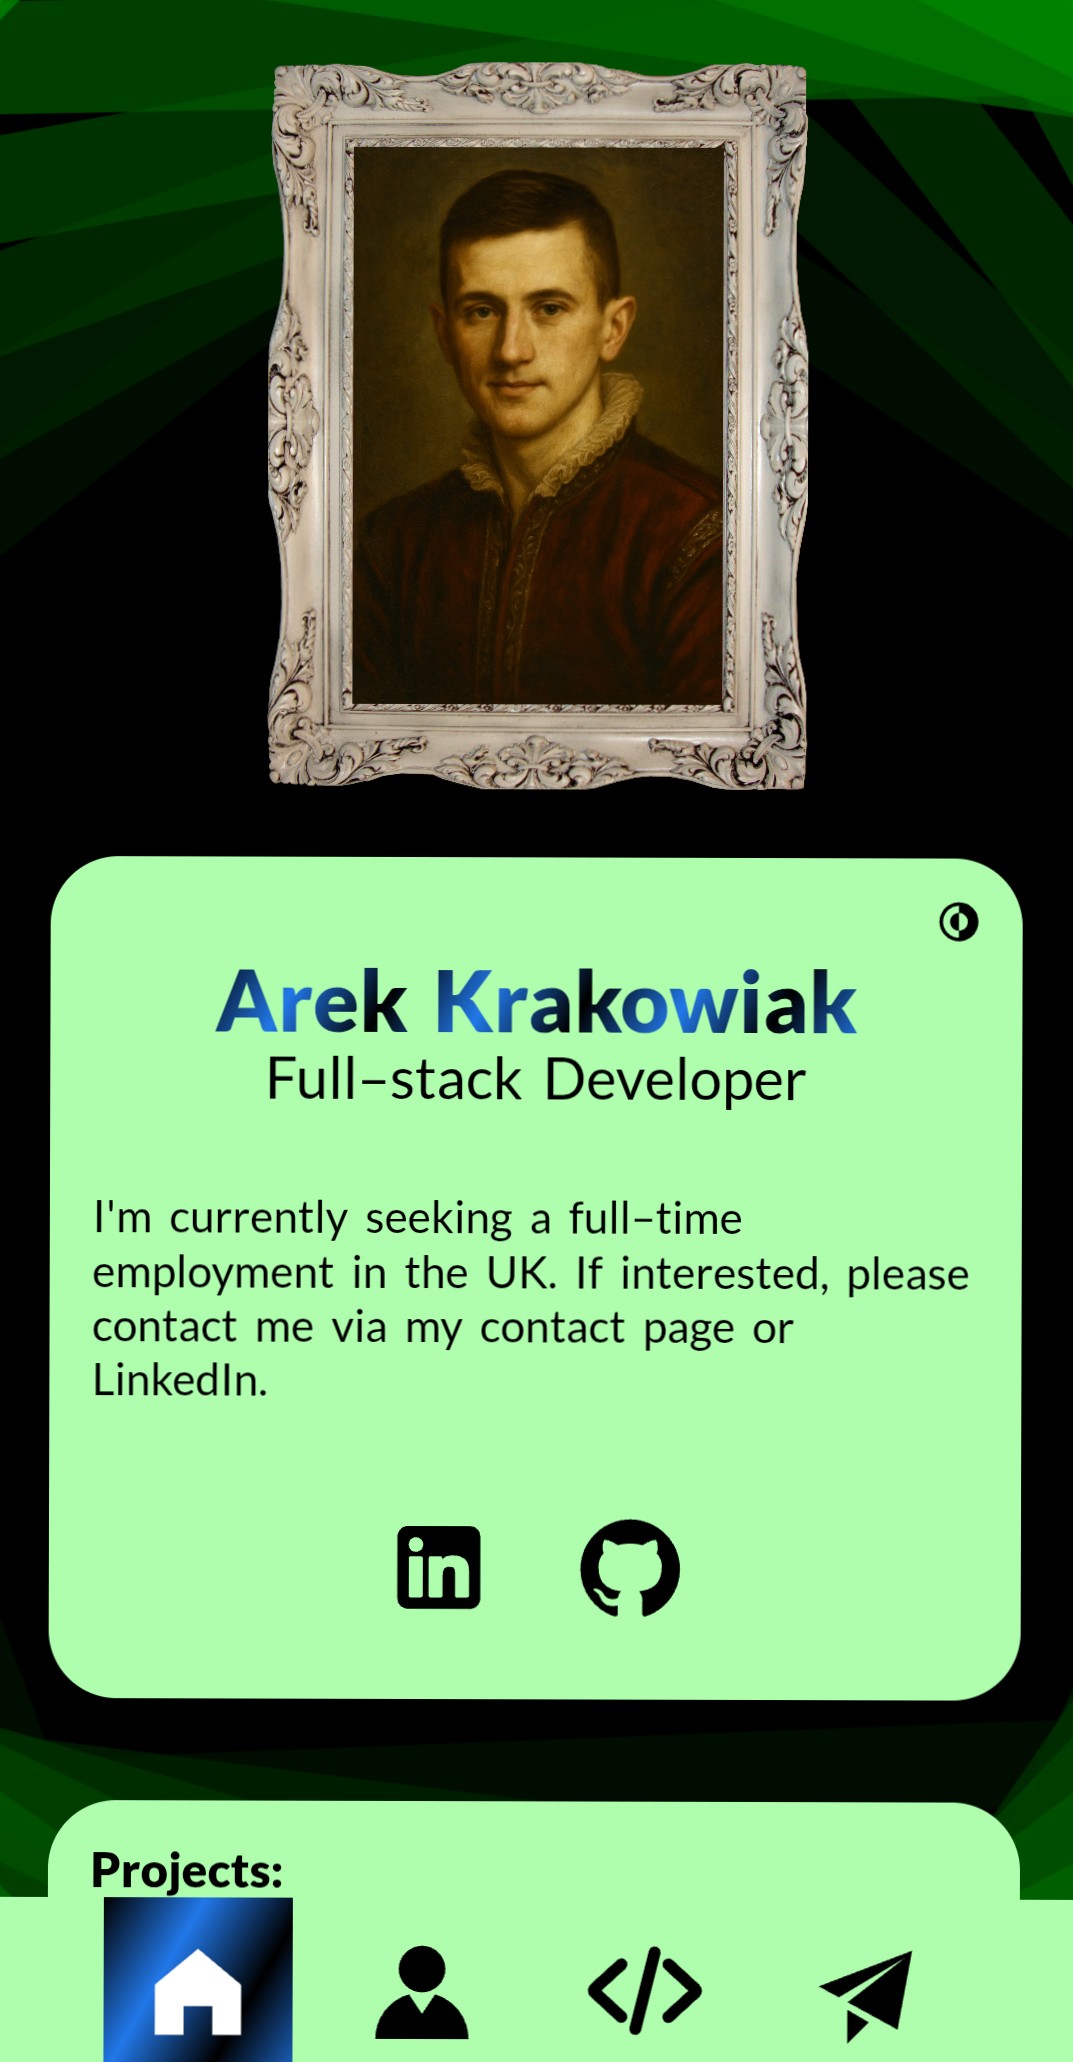 Arek Krakowiak
Full-stack Developer
I'm currently seeking a full-time
employment in the UK. If interested, please
contact me via my contact page or
LinkedIn.
in
Projects: